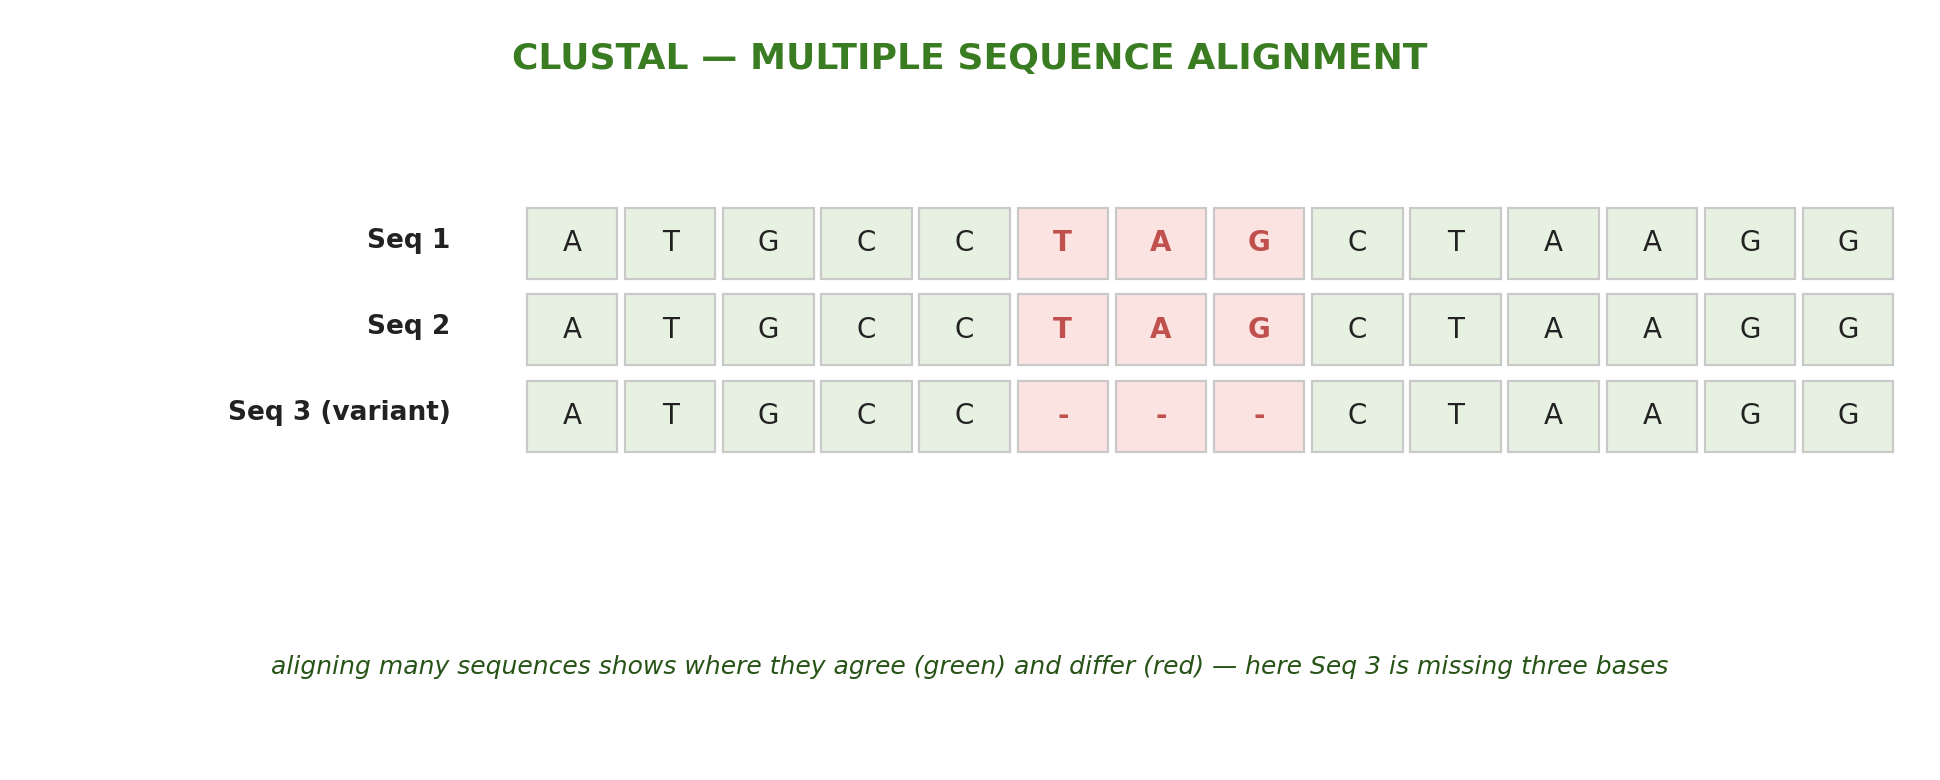 CLUSTAL — MULTIPLE SEQUENCE ALIGNMENT
Seq 1 A T G C C T A G C T A A G G
Seq 2 A T G C C T A G C T A A G G
Seq 3 (variant) A T G C C - - - C T A A G G
aligning many sequences shows where they agree (green) and differ (red) — here Seq 3 is missing three bases